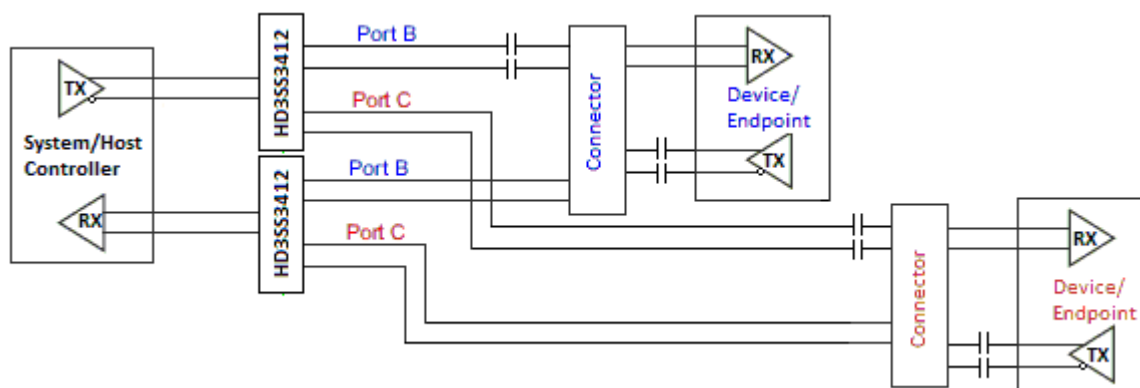 TX
System/Host
Controller
RX
HD3SS3412
HD3SS3412
Port B
Port C
Port B
Port C
Connector
RX
Device/
Endpoint
TX
Connector
RX
Device/
Endpoint
TX